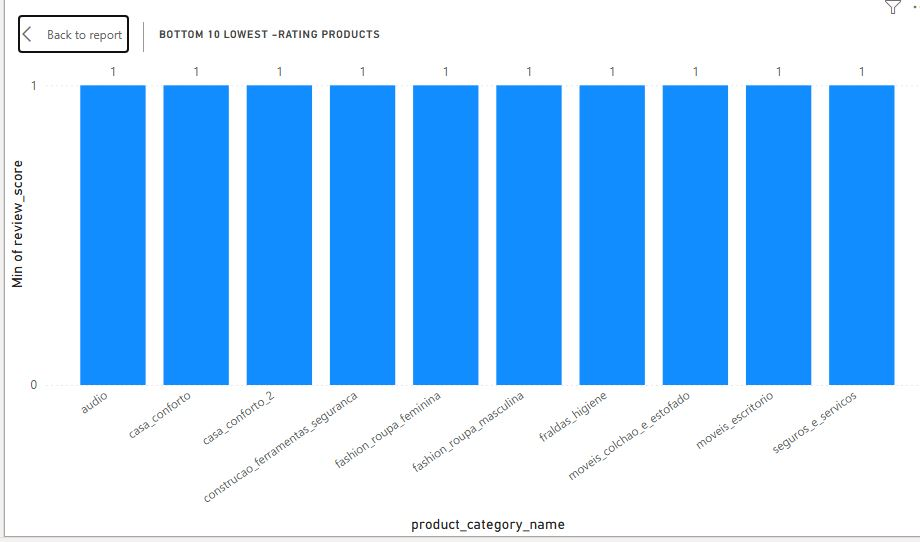 Back to report
BOTTOM 10 LOWEST -RATING PRODUCTS
1 1 1 1 1 1 1 1 1 1
1
Min of review_score
0
audio
casa_conforto
casa_conforto_2
construcao_ferramentas_seguranca
fashion_roupa_feminina
fashion_roupa_masculina
fraldas_higiene
moveis_colchao_e_estofado
moveis_escritorio
seguros_e_servicos
product_category_name